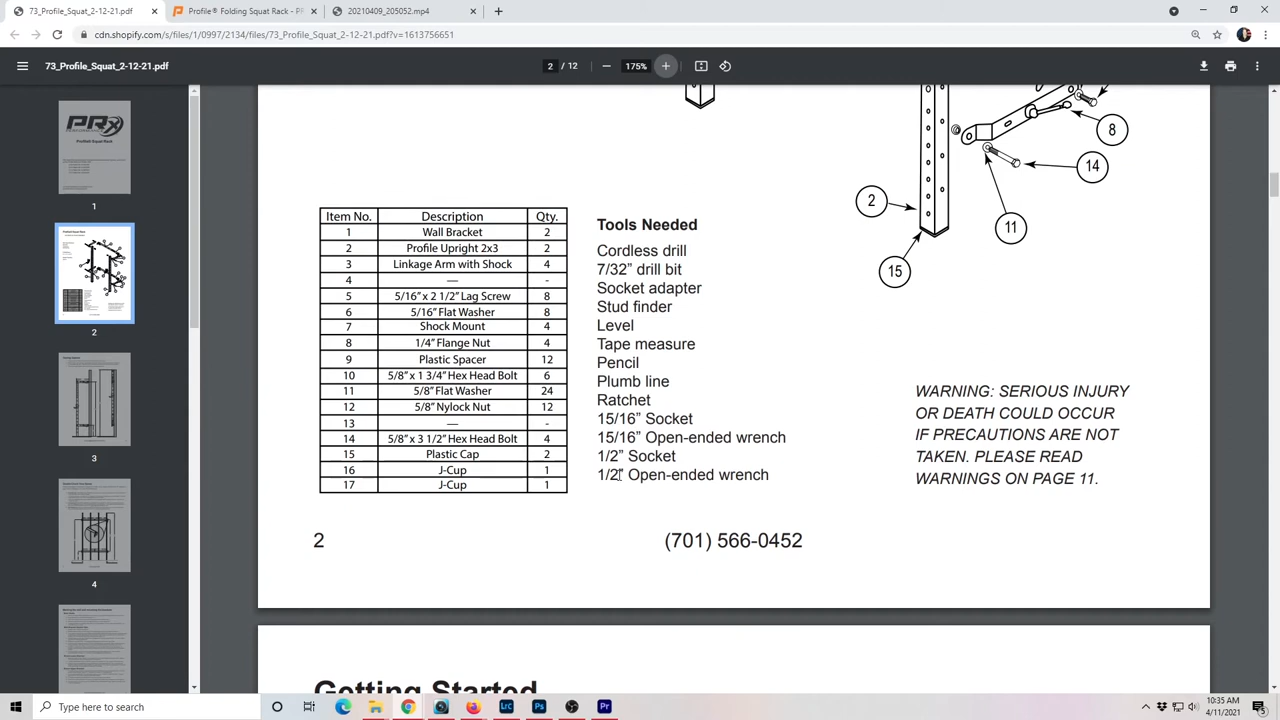 73_Profile_Squat_2-12-21.pdf
Profile® Folding Squat Rack - PR
20210409_205052.mp4
cdn.shopify.com/s/files/1/0997/2134/files/73_Profile_Squat_2-12-21.pdf?v=1613756651
73_Profile_Squat_2-12-21.pdf
2 / 12
175%
PRx
1
2
3
4
8
14
2
11
15
Item No. Description Qty.
1 Wall Bracket 2
2 Profile Upright 2x3 2
3 Linkage Arm with Shock 4
4 — -
5 5/16” x 2 1/2” Lag Screw 8
6 5/16” Flat Washer 8
7 Shock Mount 4
8 1/4” Flange Nut 4
9 Plastic Spacer 12
10 5/8” x 1 3/4” Hex Head Bolt 6
11 5/8” Flat Washer 24
12 5/8” Nylock Nut 12
13 — -
14 5/8” x 3 1/2” Hex Head Bolt 4
15 Plastic Cap 2
16 J-Cup 1
17 J-Cup 1
Tools Needed
Cordless drill
7/32” drill bit
Socket adapter
Stud finder
Level
Tape measure
Pencil
Plumb line
Ratchet
15/16” Socket
15/16” Open-ended wrench
1/2” Socket
1/2” Open-ended wrench
WARNING: SERIOUS INJURY
OR DEATH COULD OCCUR
IF PRECAUTIONS ARE NOT
TAKEN. PLEASE READ
WARNINGS ON PAGE 11.
2
(701) 566-0452
Getting Started
Type here to search
LrC
Ps
Pr
10:35 AM
4/11/2021
5